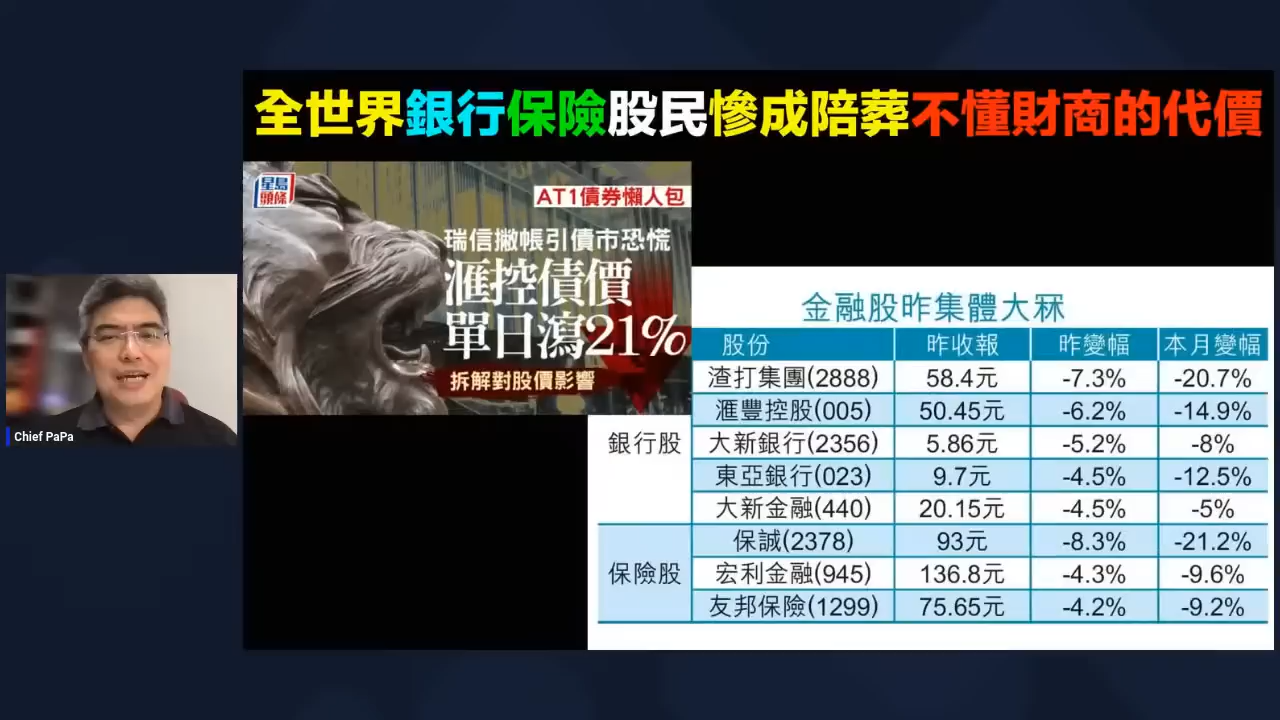 全世界銀行保險股民慘成陪葬不懂財商的代價
星島
頭條
AT1債券懶人包
瑞信撇帳引債市恐慌
滙控債價
單日瀉21%
拆解對股價影響
Chief PaPa
金融股昨集體大冧
股份 昨收報 昨變幅 本月變幅
銀行股
渣打集團(2888) 58.4元 -7.3% -20.7%
滙豐控股(005) 50.45元 -6.2% -14.9%
大新銀行(2356) 5.86元 -5.2% -8%
東亞銀行(023) 9.7元 -4.5% -12.5%
大新金融(440) 20.15元 -4.5% -5%
保險股
保誠(2378) 93元 -8.3% -21.2%
宏利金融(945) 136.8元 -4.3% -9.6%
友邦保險(1299) 75.65元 -4.2% -9.2%